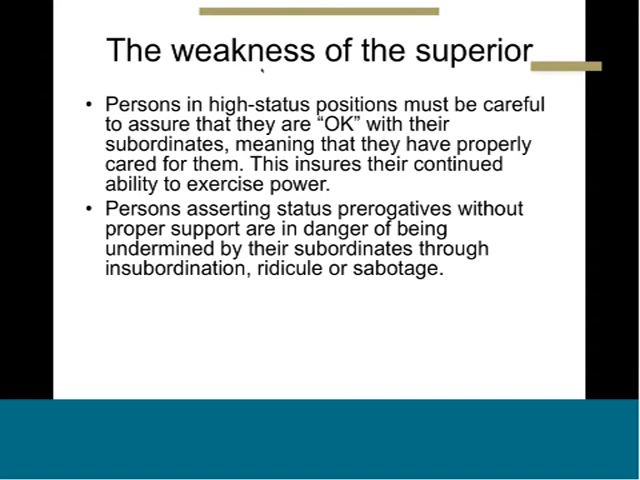 The weakness of the superior
• Persons in high-status positions must be careful
to assure that they are “OK” with their
subordinates, meaning that they have properly
cared for them. This insures their continued
ability to exercise power.
• Persons asserting status prerogatives without
proper support are in danger of being
undermined by their subordinates through
insubordination, ridicule or sabotage.